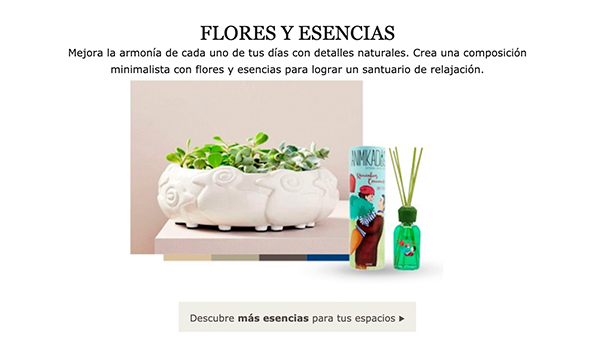 FLORES Y ESENCIAS
Mejora la armonía de cada uno de tus días con detalles naturales. Crea una composición
minimalista con flores y esencias para lograr un santuario de relajación.
ANIMIKADOS
Descubre más esencias para tus espacios ▸